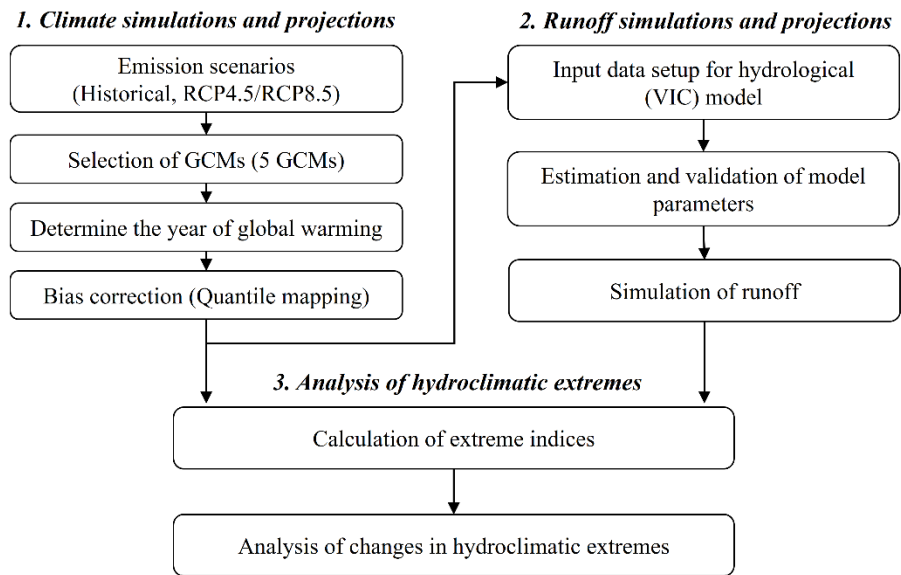 1. Climate simulations and projections
Emission scenarios
(Historical, RCP4.5/RCP8.5)
Selection of GCMs (5 GCMs)
Determine the year of global warming
Bias correction (Quantile mapping)
2. Runoff simulations and projections
Input data setup for hydrological
(VIC) model
Estimation and validation of model
parameters
Simulation of runoff
3. Analysis of hydroclimatic extremes
Calculation of extreme indices
Analysis of changes in hydroclimatic extremes